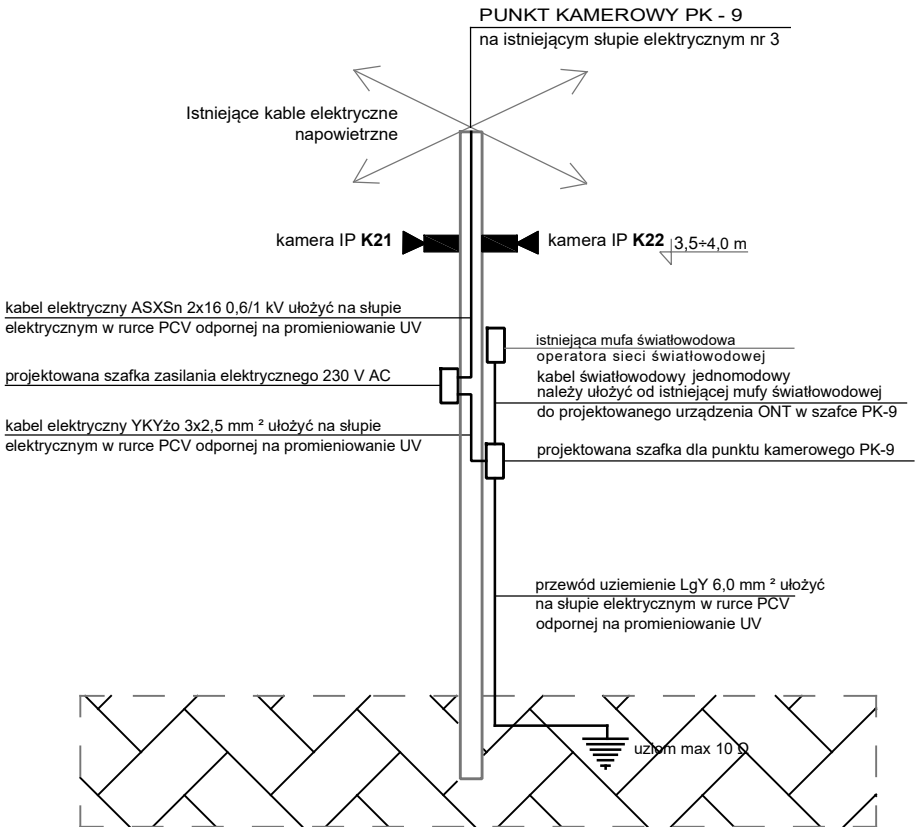 PUNKT KAMEROWY PK - 9
na istniejącym słupie elektrycznym nr 3
Istniejące kable elektryczne
napowietrzne
kamera IP K21
kamera IP K22
3,5÷4,0 m
kabel elektryczny ASXSn 2x16 0,6/1 kV ułożyć na słupie
elektrycznym w rurce PCV odpornej na promieniowanie UV
projektowana szafka zasilania elektrycznego 230 V AC
kabel elektryczny YKYżo 3x2,5 mm ² ułożyć na słupie
elektrycznym w rurce PCV odpornej na promieniowanie UV
istniejąca mufa światłowodowa
operatora sieci światłowodowej
kabel światłowodowy jednomodowy
należy ułożyć od istniejącej mufy światłowodowej
do projektowanego urządzenia ONT w szafce PK-9
projektowana szafka dla punktu kamerowego PK-9
przewód uziemienie LgY 6,0 mm ² ułożyć
na słupie elektrycznym w rurce PCV
odpornej na promieniowanie UV
uziom max 10 Ω